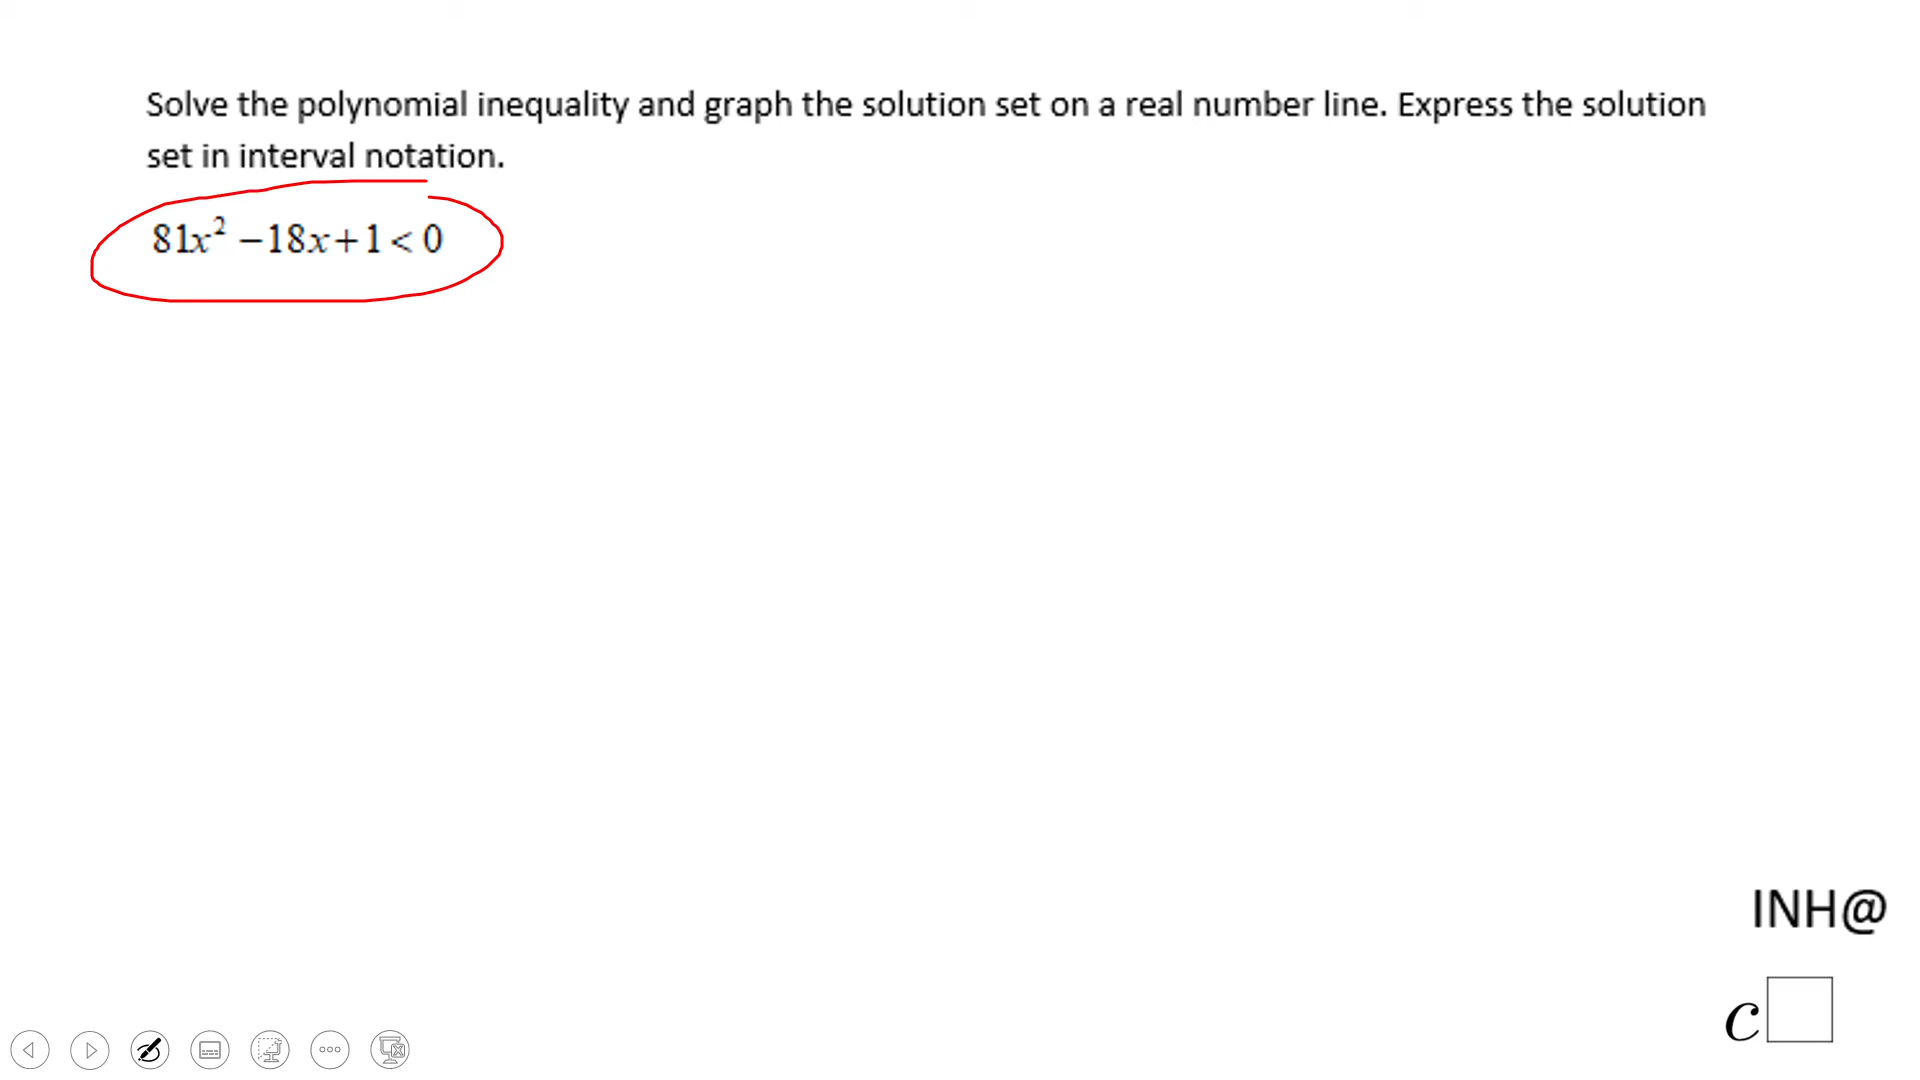 Solve the polynomial inequality and graph the solution set on a real number line. Express the solution
set in interval notation.
81x² − 18x + 1 < 0
INH@
c